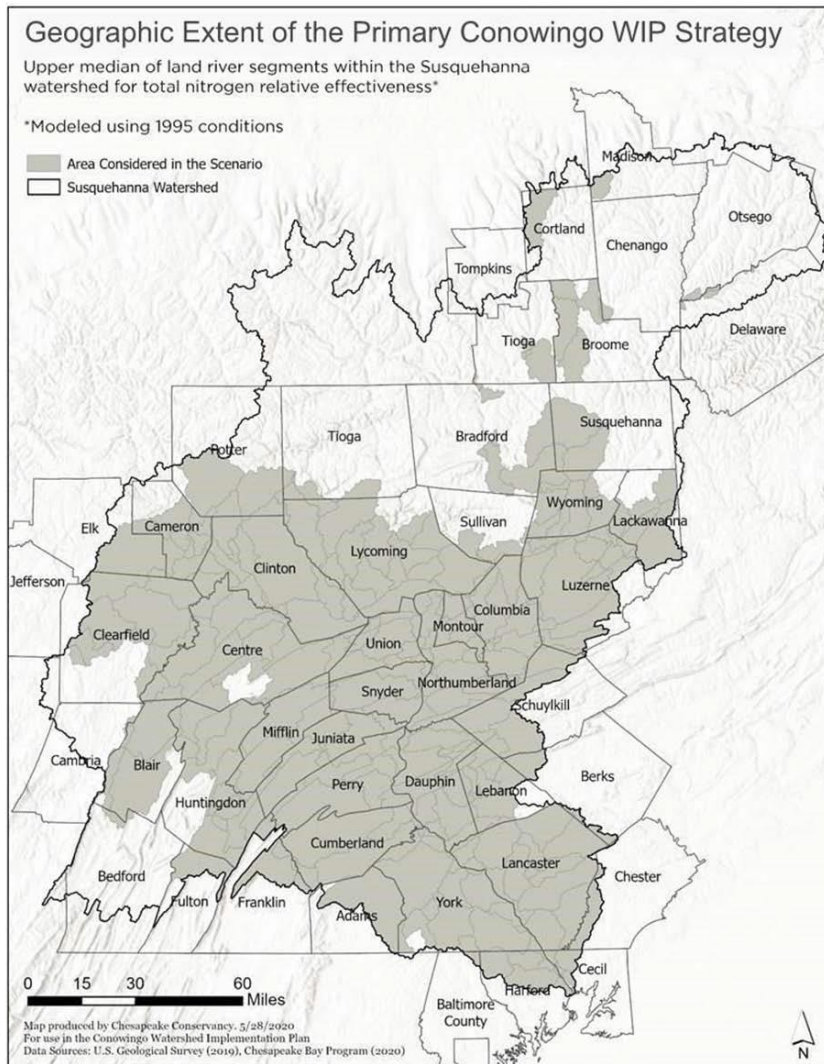 Geographic Extent of the Primary Conowingo WIP Strategy
Upper median of land river segments within the Susquehanna
watershed for total nitrogen relative effectiveness*
*Modeled using 1995 conditions
Area Considered in the Scenario
Susquehanna Watershed
Madison
Cortland
Otsego
Chenango
Tompkins
Delaware
Tioga
Broome
Susquehanna
Potter
Tioga
Bradford
Wyoming
Sullivan
Lackawanna
Elk
Cameron
Lycoming
Clinton
Jefferson
Luzerne
Columbia
Montour
Clearfield
Union
Centre
Northumberland
Snyder
Schuylkill
Mifflin
Juniata
Cambria
Blair
Berks
Dauphin
Perry
Lebanon
Huntingdon
Cumberland
Lancaster
Bedford
Chester
Fulton
Franklin
York
Adams
Cecil
Harford
Baltimore
County
0 15 30 60
Miles
Map produced by Chesapeake Conservancy. 5/28/2020
For use in the Conowingo Watershed Implementation Plan
Data Sources: U.S. Geological Survey (2019), Chesapeake Bay Program (2020)
N